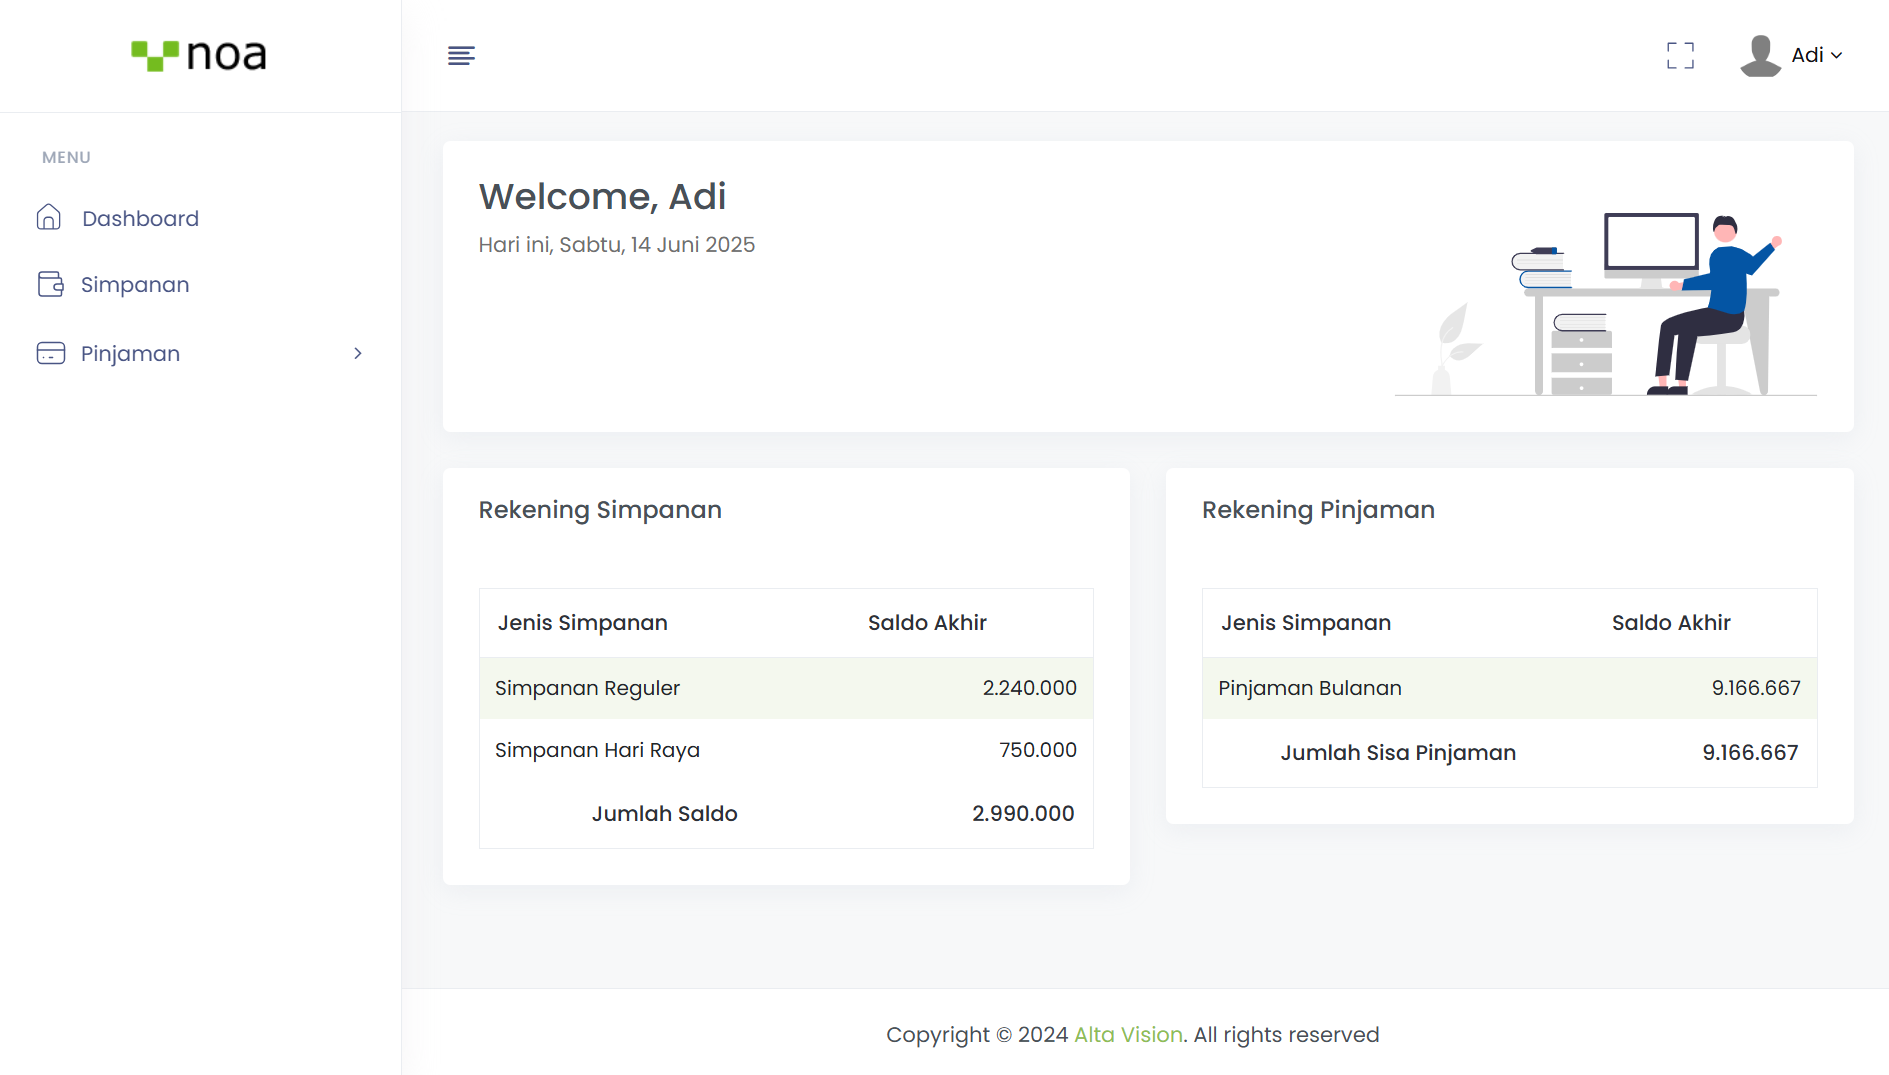 noa
Adi
MENU
Dashboard
Simpanan
Pinjaman
Welcome, Adi
Hari ini, Sabtu, 14 Juni 2025
Rekening Simpanan
Jenis Simpanan Saldo Akhir
Simpanan Reguler 2.240.000
Simpanan Hari Raya 750.000
Jumlah Saldo 2.990.000
Rekening Pinjaman
Jenis Simpanan Saldo Akhir
Pinjaman Bulanan 9.166.667
Jumlah Sisa Pinjaman 9.166.667
Copyright © 2024 Alta Vision. All rights reserved